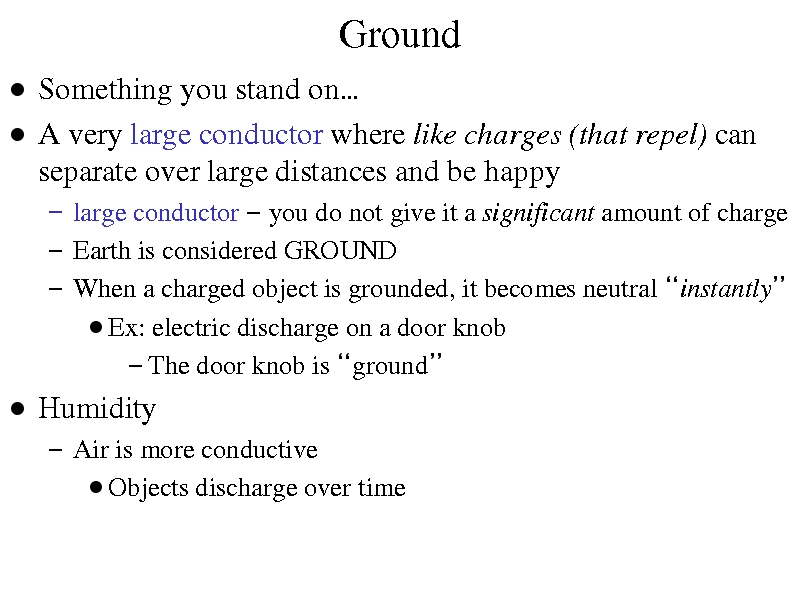 Ground
● Something you stand on…
● A very large conductor where like charges (that repel) can
separate over large distances and be happy
– large conductor – you do not give it a significant amount of charge
– Earth is considered GROUND
– When a charged object is grounded, it becomes neutral “instantly”
● Ex: electric discharge on a door knob
– The door knob is “ground”
● Humidity
– Air is more conductive
● Objects discharge over time